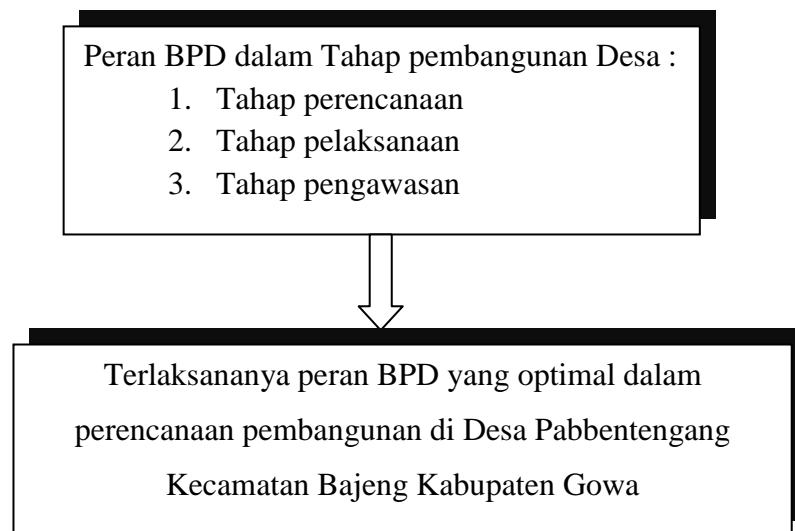 Peran BPD dalam Tahap pembangunan Desa :
1. Tahap perencanaan
2. Tahap pelaksanaan
3. Tahap pengawasan
Terlaksananya peran BPD yang optimal dalam
perencanaan pembangunan di Desa Pabbentengang
Kecamatan Bajeng Kabupaten Gowa